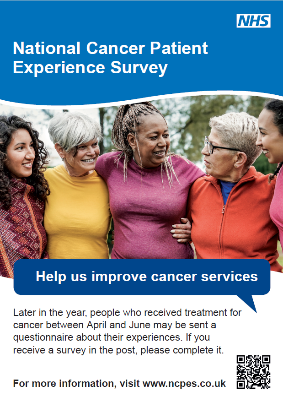 NHS
National Cancer Patient
Experience Survey
Help us improve cancer services
Later in the year, people who received treatment for
cancer between April and June may be sent a
questionnaire about their experiences. If you
receive a survey in the post, please complete it.
For more information, visit www.ncpes.co.uk